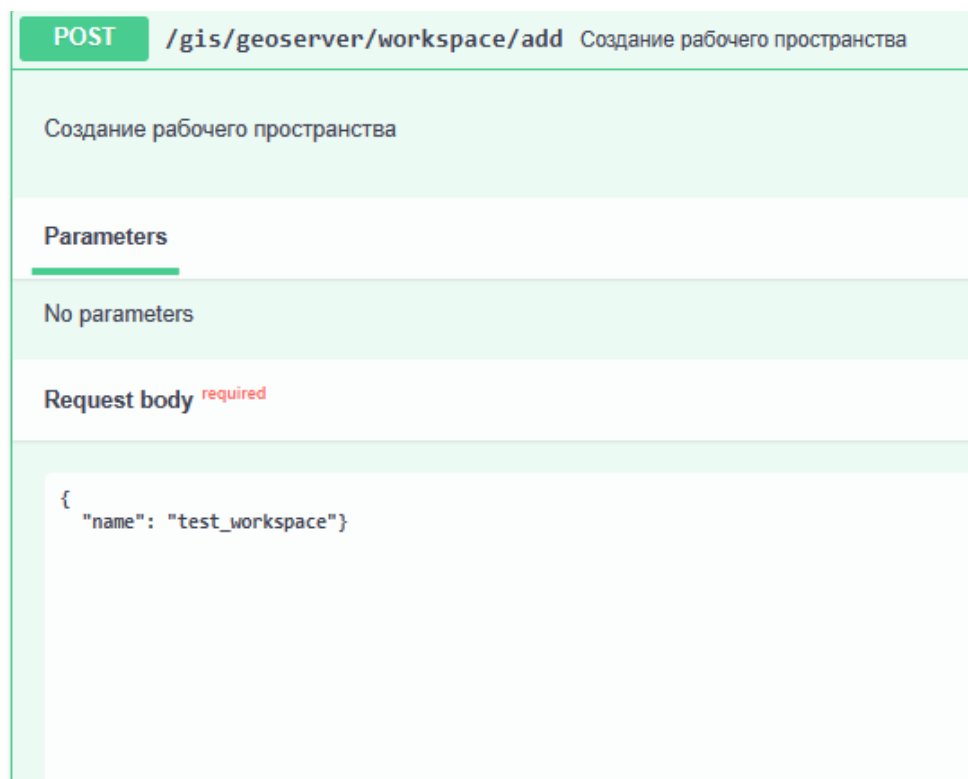 POST /gis/geoserver/workspace/add Создание рабочего пространства
Создание рабочего пространства
Parameters
No parameters
Request body required
{
"name": "test_workspace"}